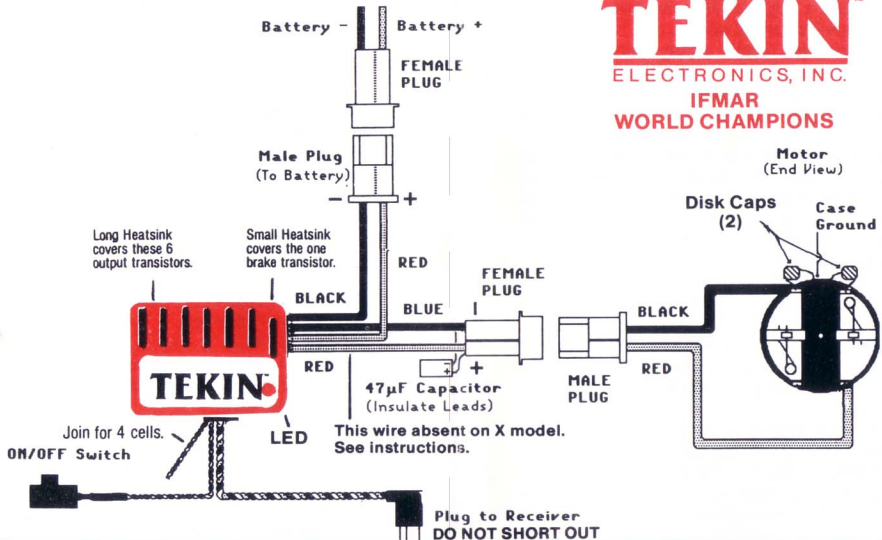 Battery - Battery +
FEMALE
PLUG
TEKIN™
ELECTRONICS, INC.
IFMAR
WORLD CHAMPIONS
Male Plug
(To Battery)
- +
Motor
(End View)
Disk Caps
(2)
Case
Ground
Long Heatsink
covers these 6
output transistors.
Small Heatsink
covers the one
brake transistor.
RED
BLACK
BLUE
FEMALE
PLUG
BLACK
TEKIN™
RED
+
+
47µF Capacitor
(Insulate Leads)
MALE
PLUG
RED
LED
This wire absent on X model.
See instructions.
Join for 4 cells.
ON/OFF Switch
Plug to Receiver
DO NOT SHORT OUT